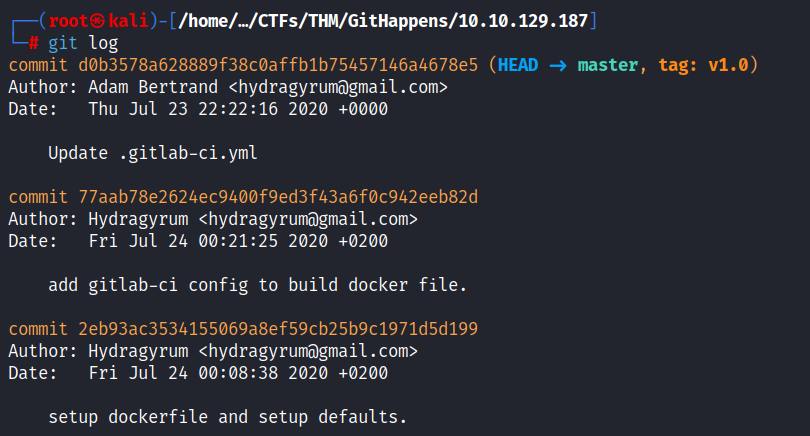 ┌──(root㉿kali)-[/home/…/CTFs/THM/GitHappens/10.10.129.187]
└─# git log
commit d0b3578a628889f38c0affb1b75457146a4678e5 (HEAD → master, tag: v1.0)
Author: Adam Bertrand <hydragyrum@gmail.com>
Date:   Thu Jul 23 22:22:16 2020 +0000
    Update .gitlab-ci.yml
commit 77aab78e2624ec9400f9ed3f43a6f0c942eeb82d
Author: Hydragyrum <hydragyrum@gmail.com>
Date:   Fri Jul 24 00:21:25 2020 +0200
    add gitlab-ci config to build docker file.
commit 2eb93ac3534155069a8ef59cb25b9c1971d5d199
Author: Hydragyrum <hydragyrum@gmail.com>
Date:   Fri Jul 24 00:08:38 2020 +0200
    setup dockerfile and setup defaults.